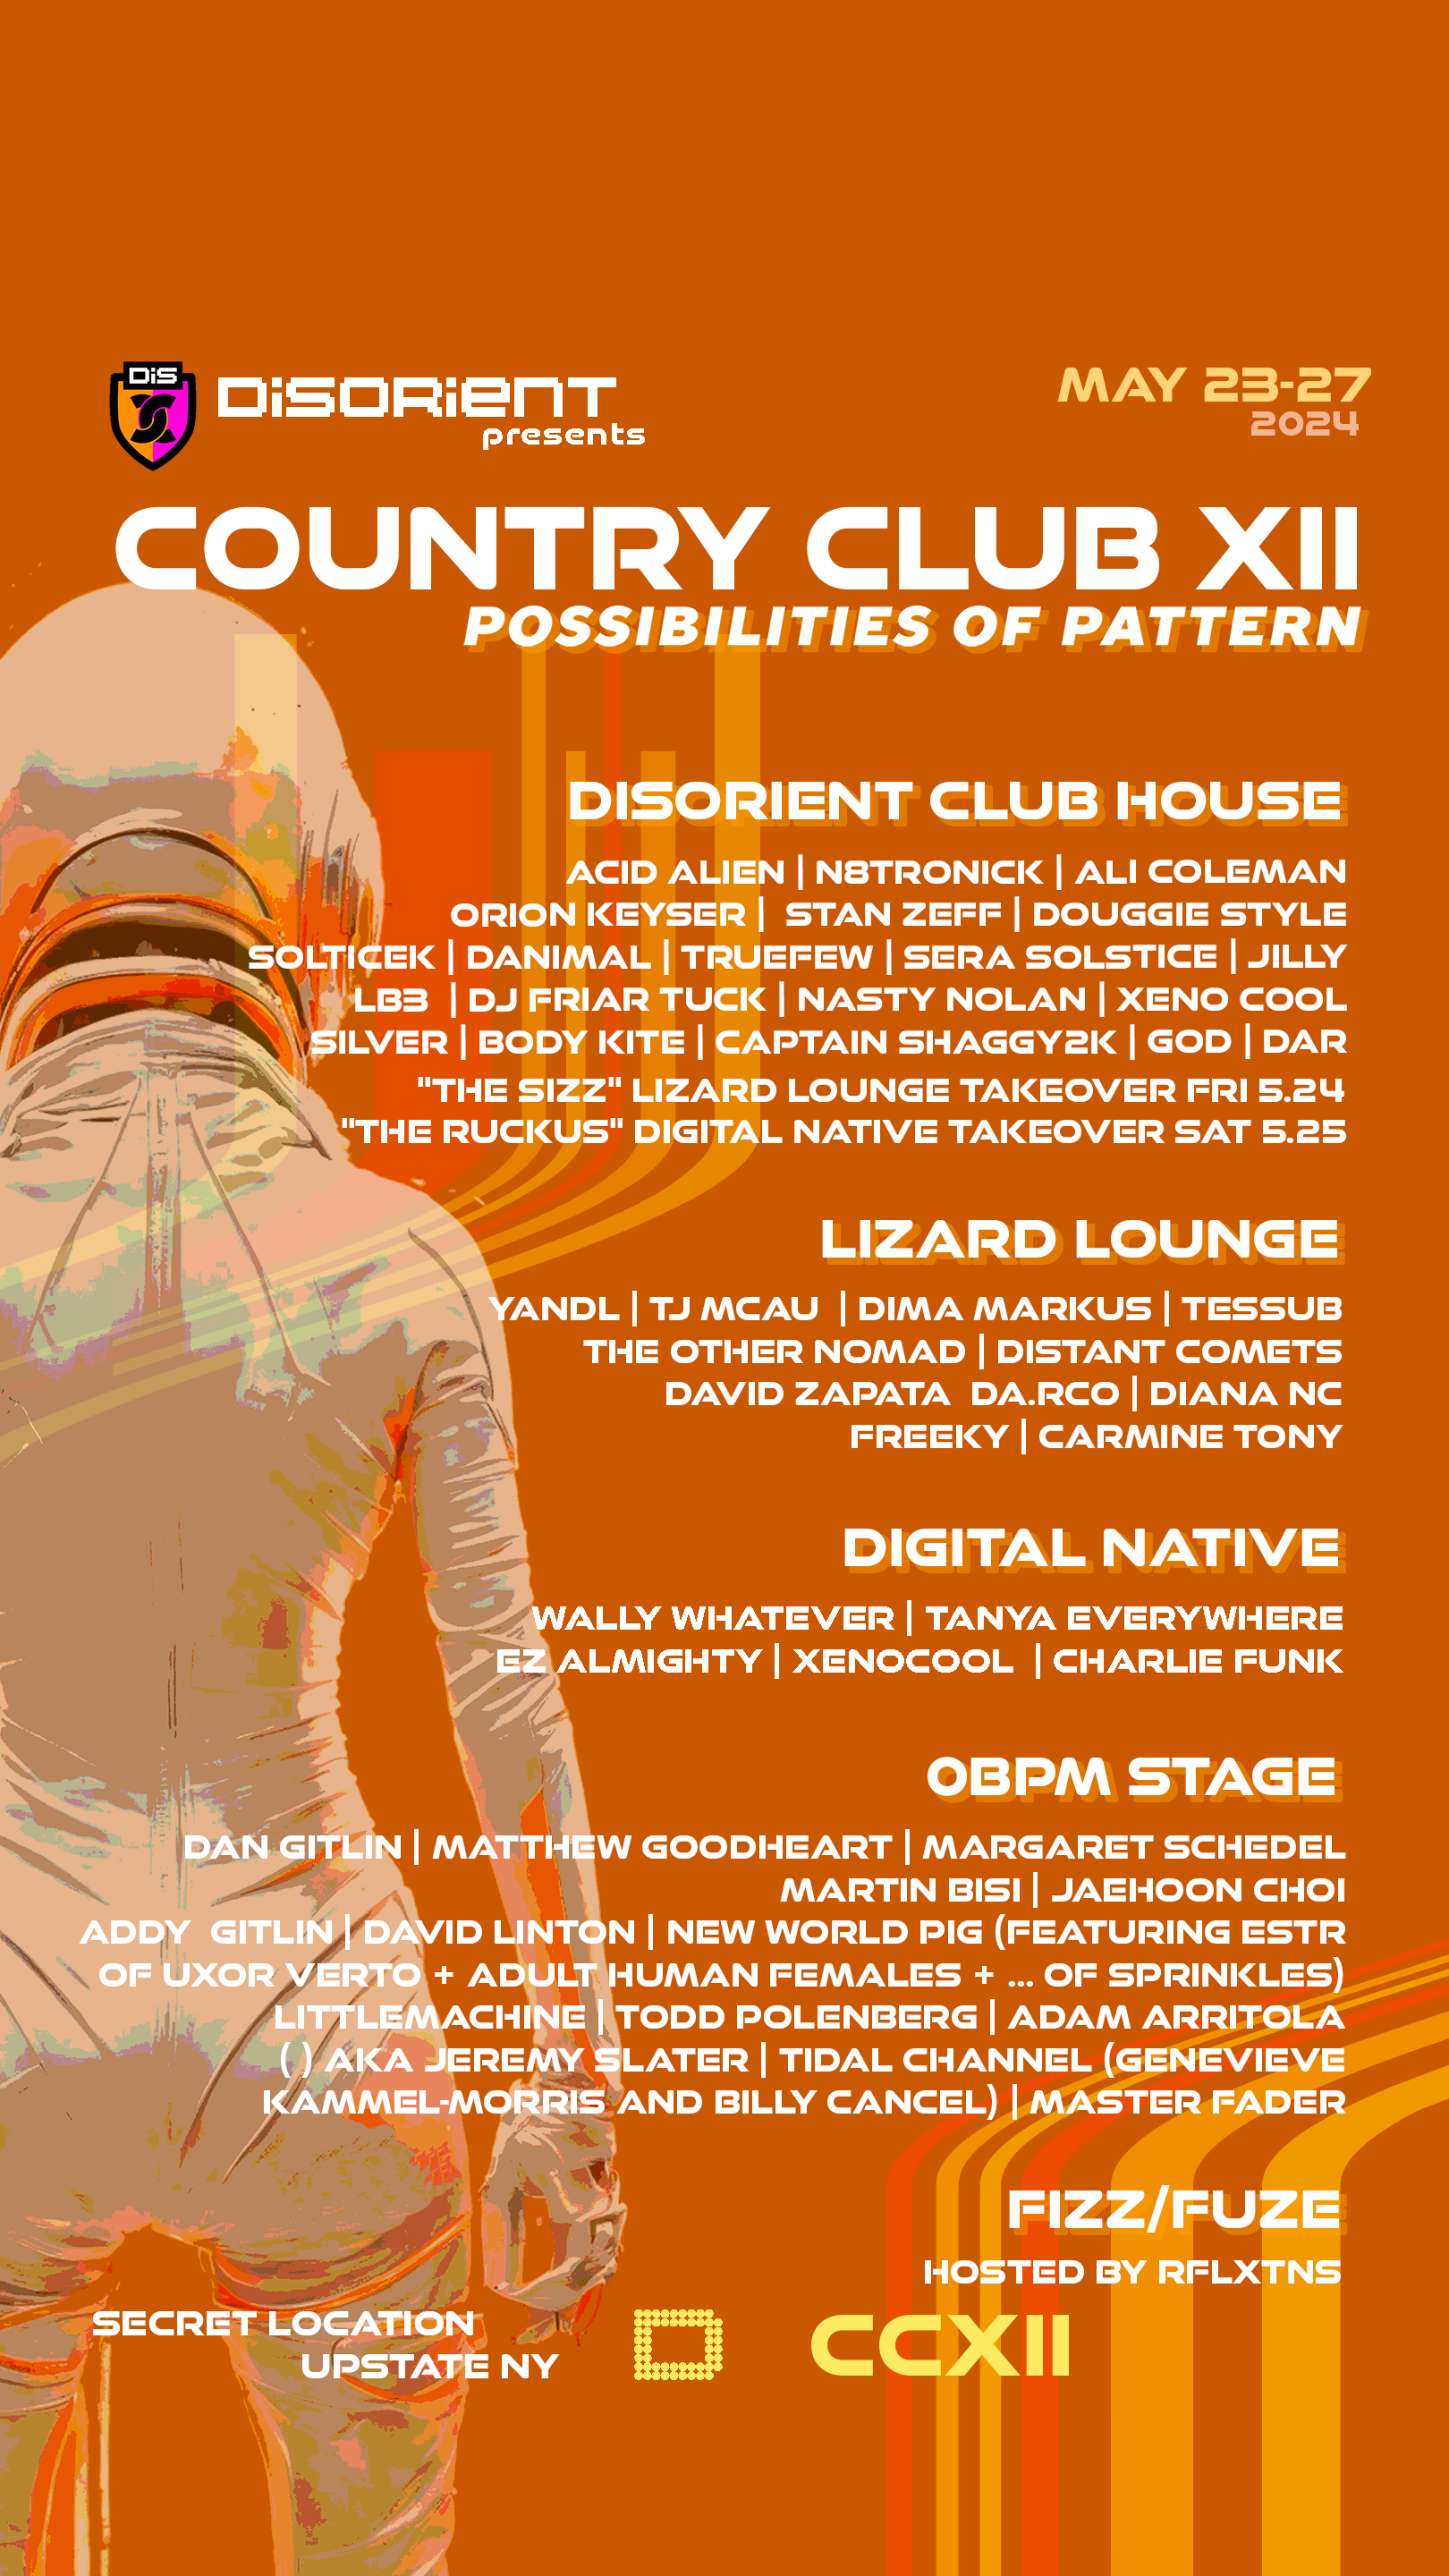 DiS
DiSORiENT
presents
MAY 23-27
2024
COUNTRY CLUB XII
POSSIBILITIES OF PATTERN
DISORIENT CLUB HOUSE
ACID ALIEN | N8TRONICK | ALI COLEMAN
ORION KEYSER | STAN ZEFF | DOUGGIE STYLE
SOLTICEK | DANIMAL | TRUEFEW | SERA SOLSTICE | JILLY
LB3 | DJ FRIAR TUCK | NASTY NOLAN | XENO COOL
SILVER | BODY KITE | CAPTAIN SHAGGY2K | GOD | DAR
"THE SIZZ" LIZARD LOUNGE TAKEOVER FRI 5.24
"THE RUCKUS" DIGITAL NATIVE TAKEOVER SAT 5.25
LIZARD LOUNGE
YANDL | TJ MCAU | DIMA MARKUS | TESSUB
THE OTHER NOMAD | DISTANT COMETS
DAVID ZAPATA DA.RCO | DIANA NC
FREEKY | CARMINE TONY
DIGITAL NATIVE
WALLY WHATEVER | TANYA EVERYWHERE
EZ ALMIGHTY | XENOCOOL | CHARLIE FUNK
0BPM STAGE
DAN GITLIN | MATTHEW GOODHEART | MARGARET SCHEDEL
MARTIN BISI | JAEHOON CHOI
ADDY GITLIN | DAVID LINTON | NEW WORLD PIG (FEATURING ESTR
OF UXOR VERTO + ADULT HUMAN FEMALES + ... OF SPRINKLES)
LITTLEMACHINE | TODD POLENBERG | ADAM ARRITOLA
( ) AKA JEREMY SLATER | TIDAL CHANNEL (GENEVIEVE
KAMMEL-MORRIS AND BILLY CANCEL) | MASTER FADER
FIZZ/FUZE
HOSTED BY RFLXTNS
SECRET LOCATION
UPSTATE NY
CCXII